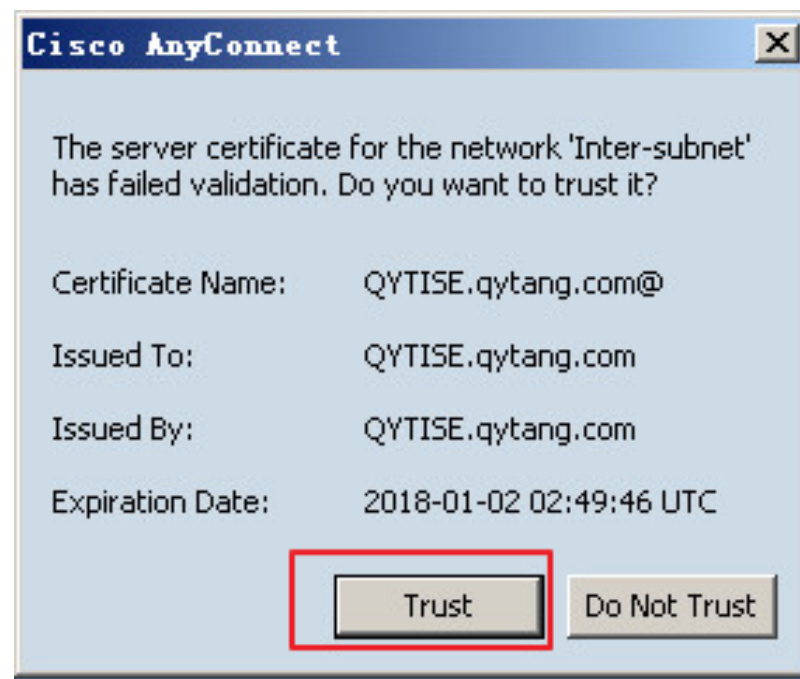 Cisco AnyConnect
The server certificate for the network 'Inter-subnet'
has failed validation. Do you want to trust it?
Certificate Name: QYTISE.qytang.com@
Issued To: QYTISE.qytang.com
Issued By: QYTISE.qytang.com
Expiration Date: 2018-01-02 02:49:46 UTC
Trust Do Not Trust